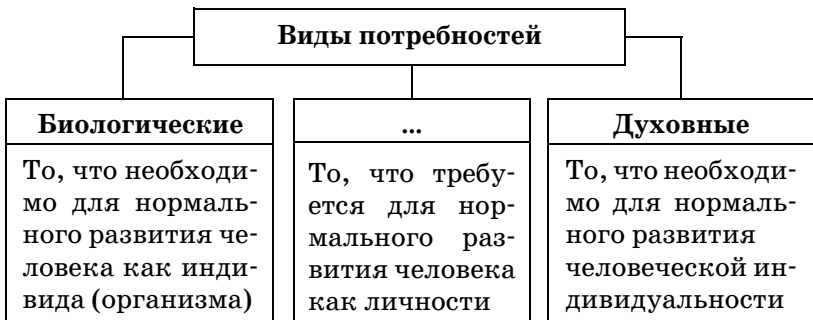 Виды потребностей
Биологические
То, что необходи-
мо для нормаль-
ного развития че-
ловека как инди-
вида (организма)
...
То, что требу-
ется для нор-
мального раз-
вития человека
как личности
Духовные
То, что необходи-
мо для нормаль-
ного развития
человеческой ин-
дивидуальности